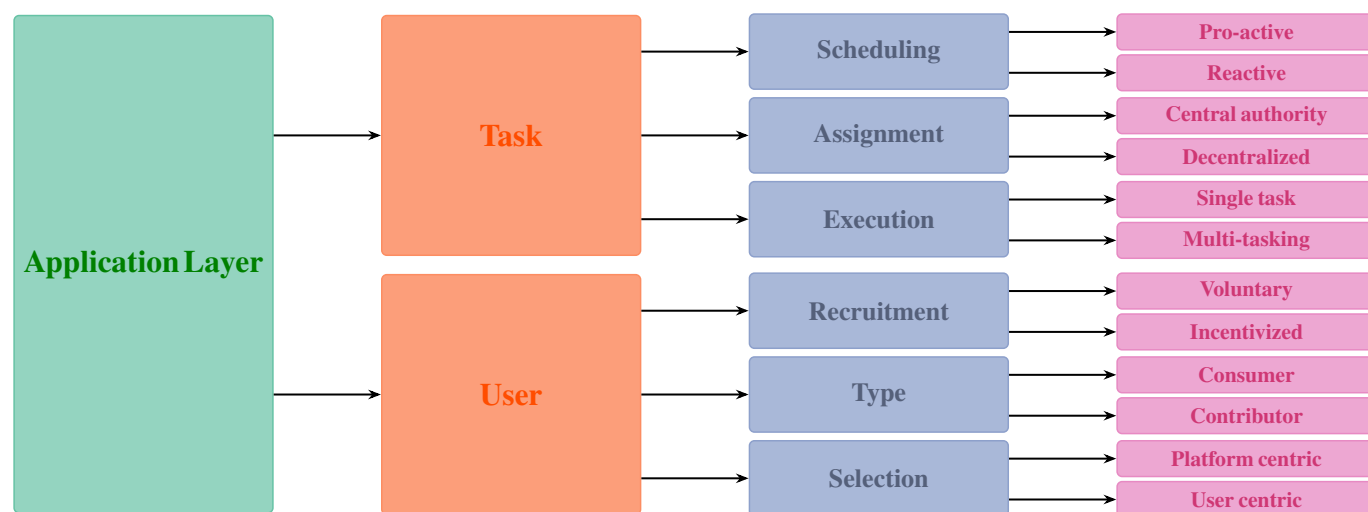 Application Layer
Task
User
Scheduling
Assignment
Execution
Recruitment
Type
Selection
Pro-active
Reactive
Central authority
Decentralized
Single task
Multi-tasking
Voluntary
Incentivized
Consumer
Contributor
Platform centric
User centric